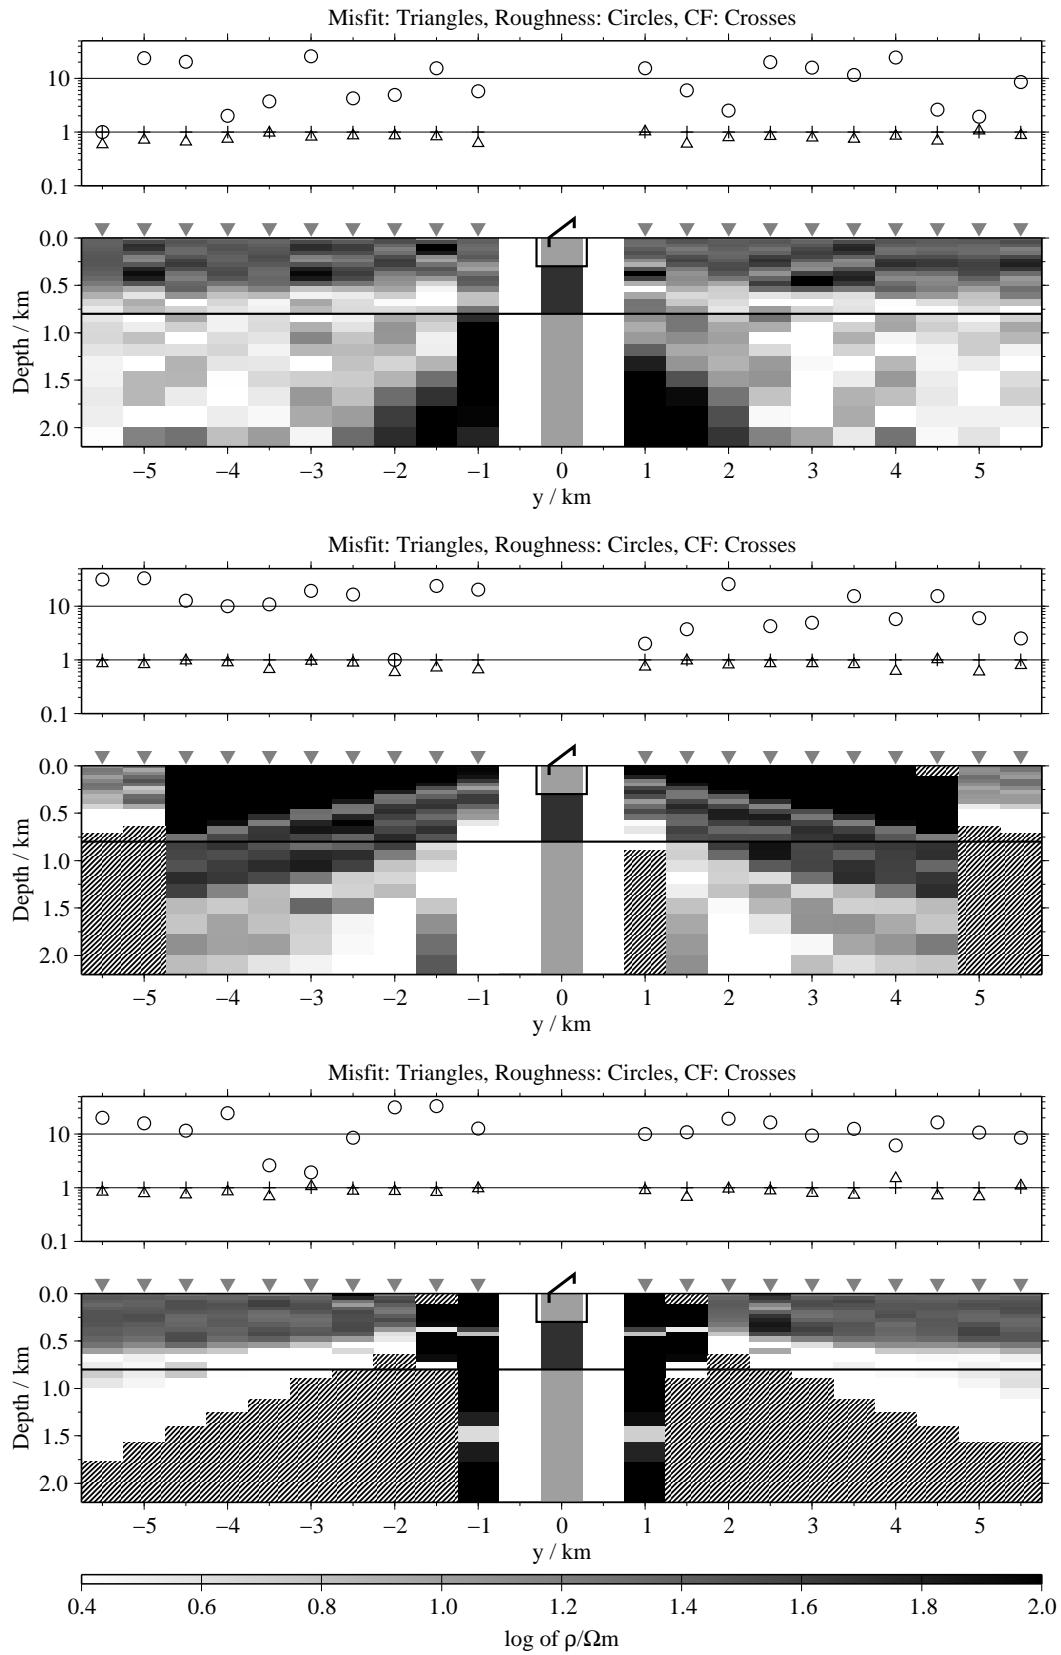 Misfit: Triangles, Roughness: Circles, CF: Crosses
10
1
0.1
0.0
0.5
1.0
1.5
2.0
Depth / km
−5 −4 −3 −2 −1 0 1 2 3 4 5
y / km
Misfit: Triangles, Roughness: Circles, CF: Crosses
10
1
0.1
0.0
0.5
1.0
1.5
2.0
Depth / km
−5 −4 −3 −2 −1 0 1 2 3 4 5
y / km
Misfit: Triangles, Roughness: Circles, CF: Crosses
10
1
0.1
0.0
0.5
1.0
1.5
2.0
Depth / km
−5 −4 −3 −2 −1 0 1 2 3 4 5
y / km
0.4 0.6 0.8 1.0 1.2 1.4 1.6 1.8 2.0
log of ρ/Ωm